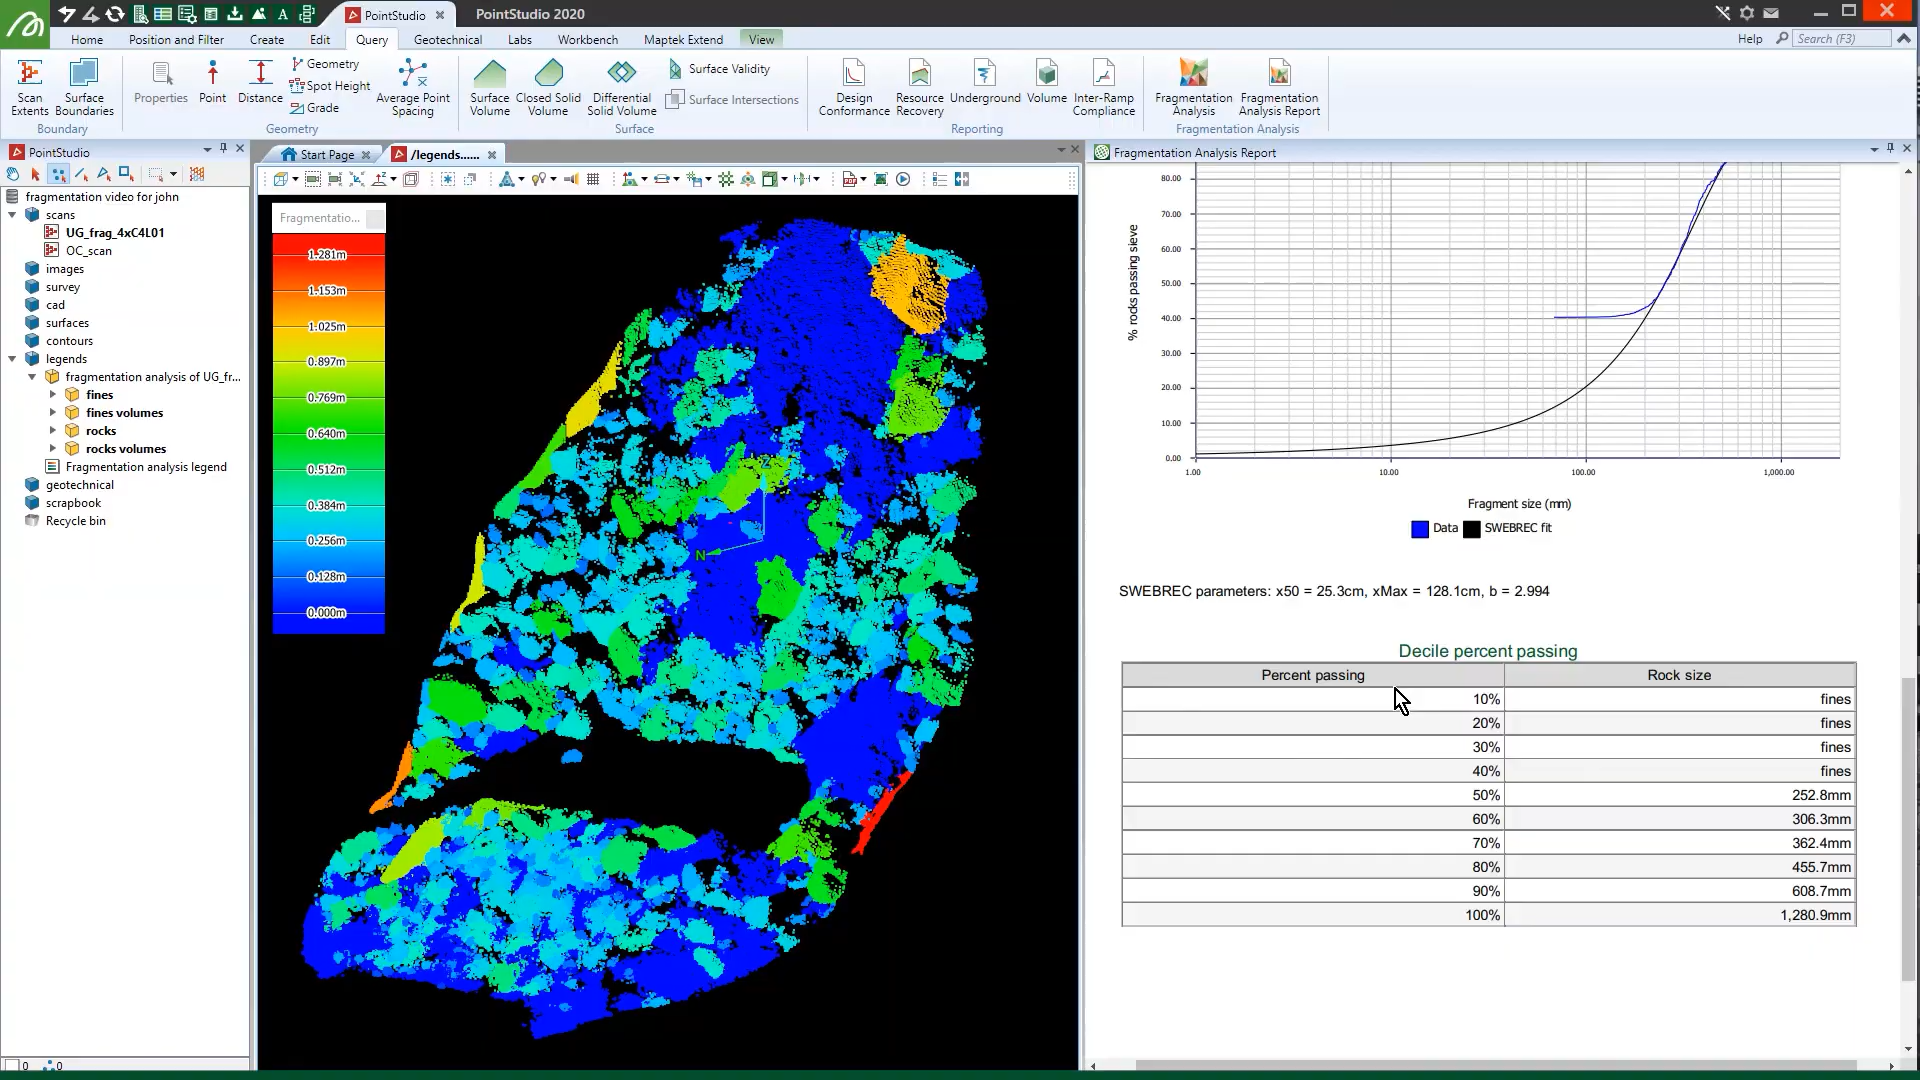 PointStudio
PointStudio 2020
Home Position and Filter Create Edit Query Geotechnical Labs Workbench Maptek Extend View
Help Search (F3)
Scan Extents
Surface Boundaries
Boundary
Properties
Point
Distance
Geometry
Spot Height
Grade
Average Point Spacing
Geometry
Surface Volume
Closed Solid Volume
Differential Solid Volume
Surface Validity
Surface Intersections
Surface
Design Conformance
Resource Recovery
Underground
Volume
Inter-Ramp Compliance
Reporting
Fragmentation Analysis
Fragmentation Analysis Report
Fragmentation Analysis
PointStudio
fragmentation video for john
scans
UG_frag_4xC4L01
OC_scan
images
survey
cad
surfaces
contours
legends
fragmentation analysis of UG_fr...
fines
fines volumes
rocks
rocks volumes
Fragmentation analysis legend
geotechnical
scrapbook
Recycle bin
0 0
Start Page
/legends......
Fragmentatio...
1.281m
1.153m
1.025m
0.897m
0.769m
0.640m
0.512m
0.384m
0.256m
0.128m
0.000m
N
Fragmentation Analysis Report
% rocks passing sieve
80.00
70.00
60.00
50.00
40.00
30.00
20.00
10.00
0.00
1.00 10.00 100.00 1,000.00
Fragment size (mm)
Data SWEBREC fit
SWEBREC parameters: x50 = 25.3cm, xMax = 128.1cm, b = 2.994
Decile percent passing
Percent passing Rock size
10% fines
20% fines
30% fines
40% fines
50% 252.8mm
60% 306.3mm
70% 362.4mm
80% 455.7mm
90% 608.7mm
100% 1,280.9mm